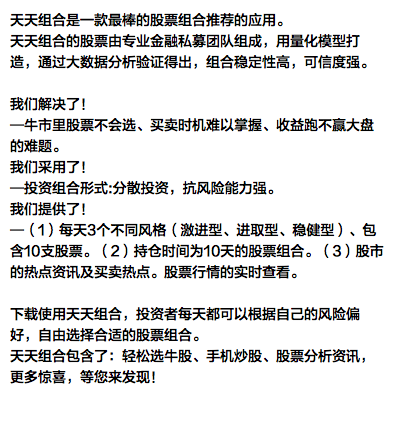 天天组合是一款最棒的股票组合推荐的应用。
天天组合的股票由专业金融私募团队组成，用量化模型打
造，通过大数据分析验证得出，组合稳定性高，可信度强。
我们解决了！
—牛市里股票不会选、买卖时机难以掌握、收益跑不赢大盘
的难题。
我们采用了！
—投资组合形式:分散投资，抗风险能力强。
我们提供了！
—（1）每天3个不同风格（激进型、进取型、稳健型）、包
含10支股票。（2）持仓时间为10天的股票组合。（3）股市
的热点资讯及买卖热点。股票行情的实时查看。
下载使用天天组合，投资者每天都可以根据自己的风险偏
好，自由选择合适的股票组合。
天天组合包含了：轻松选牛股、手机炒股、股票分析资讯，
更多惊喜，等您来发现！